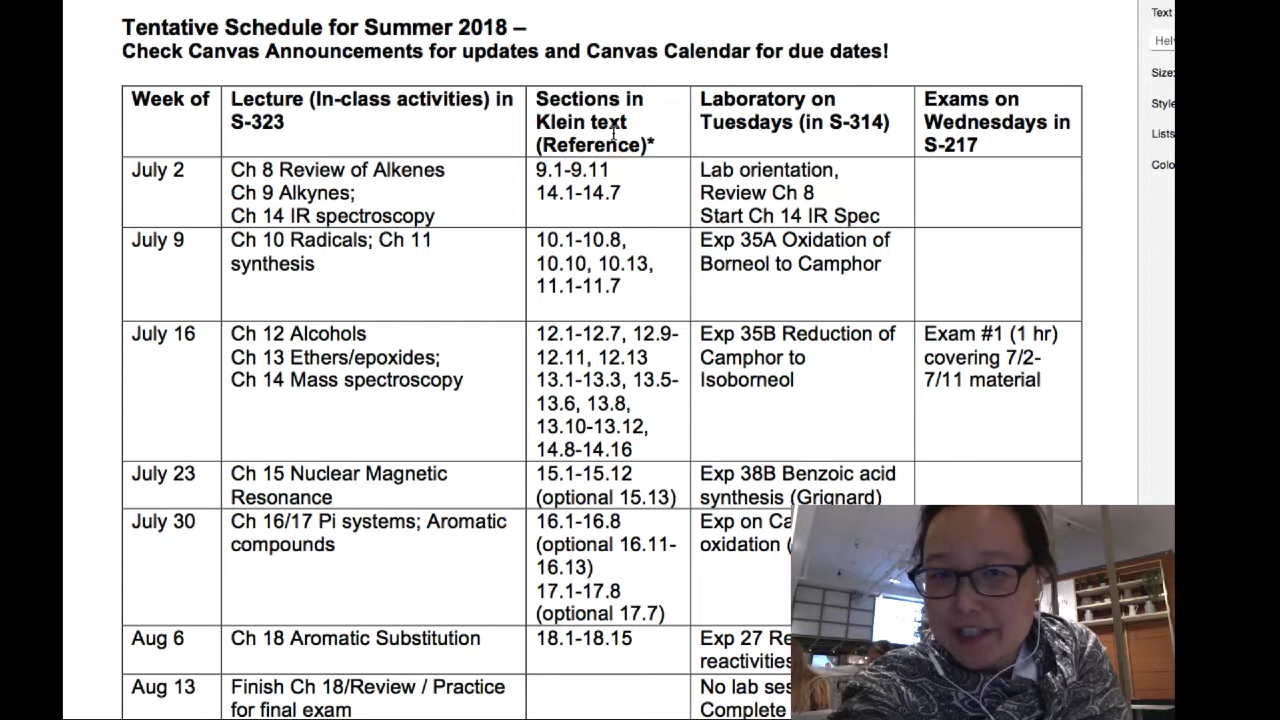 Tentative Schedule for Summer 2018 –
Check Canvas Announcements for updates and Canvas Calendar for due dates!
Week of
Lecture (In-class activities) in
S-323
Sections in
Klein text
(Reference)*
Laboratory on
Tuesdays (in S-314)
Exams on
Wednesdays in
S-217
July 2
Ch 8 Review of Alkenes
Ch 9 Alkynes;
Ch 14 IR spectroscopy
9.1-9.11
14.1-14.7
Lab orientation,
Review Ch 8
Start Ch 14 IR Spec
July 9
Ch 10 Radicals; Ch 11
synthesis
10.1-10.8,
10.10, 10.13,
11.1-11.7
Exp 35A Oxidation of
Borneol to Camphor
July 16
Ch 12 Alcohols
Ch 13 Ethers/epoxides;
Ch 14 Mass spectroscopy
12.1-12.7, 12.9-
12.11, 12.13
13.1-13.3, 13.5-
13.6, 13.8,
13.10-13.12,
14.8-14.16
Exp 35B Reduction of
Camphor to
Isoborneol
Exam #1 (1 hr)
covering 7/2-
7/11 material
July 23
Ch 15 Nuclear Magnetic
Resonance
15.1-15.12
(optional 15.13)
Exp 38B Benzoic acid
synthesis (Grignard)
July 30
Ch 16/17 Pi systems; Aromatic
compounds
16.1-16.8
(optional 16.11-
16.13)
17.1-17.8
(optional 17.7)
Exp on Ca
oxidation (
Aug 6
Ch 18 Aromatic Substitution
18.1-18.15
Exp 27 Re
reactivities
Aug 13
Finish Ch 18/Review / Practice
for final exam
No lab ses
Complete
Text
Helv
Size:
Style
Lists
Colo